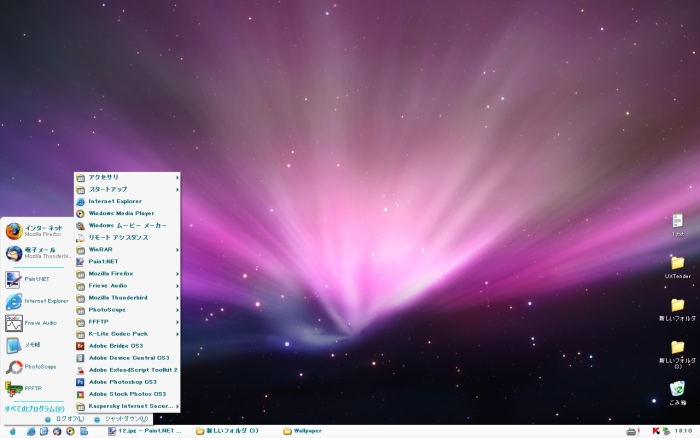 アクセサリ
スタートアップ
Internet Explorer
Windows Media Player
Windows ムービー メーカー
リモート アシスタンス
WinRAR
Paint.NET
Mozilla Firefox
Frieve Audio
Mozilla Thunderbird
PhotoScape
FFFTP
K-Lite Codec Pack
Adobe Bridge CS3
Adobe Device Central CS3
Adobe ExtendScript Toolkit 2
Adobe Photoshop CS3
Adobe Stock Photos CS3
Kaspersky Internet Secur...
インターネット
Mozilla Firefox
電子メール
Mozilla Thunderbi...
Paint.NET
Internet Explorer
Frieve Audio
メモ帳
PhotoScape
FFFTP
すべてのプログラム(P)
ログオフ(L) シャットダウン(U)
UXTender
新しいフォルダ
新しいフォルダ
(3)
ごみ箱
12.jpg - Paint.NET ... 新しいフォルダ (3) Wallpaper
18:10